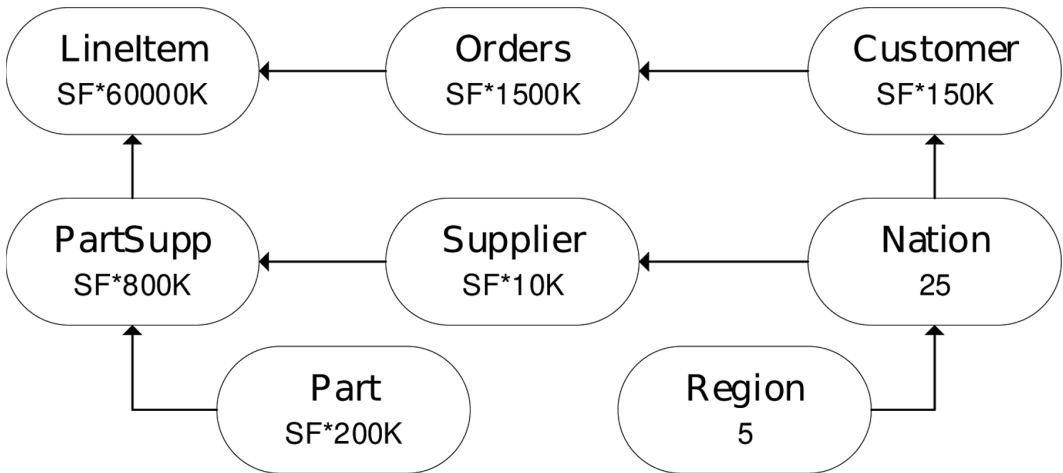 LineItem
SF*60000K
Orders
SF*1500K
Customer
SF*150K
PartSupp
SF*800K
Supplier
SF*10K
Nation
25
Part
SF*200K
Region
5